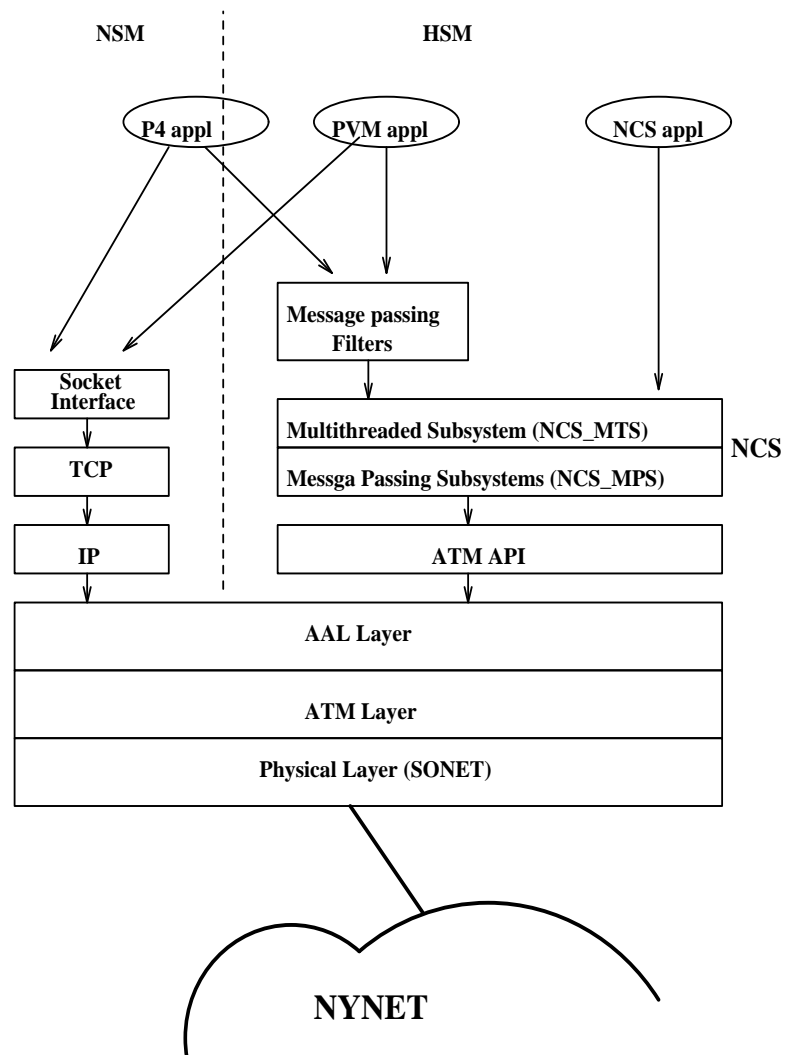 NSM
HSM
P4 appl
PVM appl
NCS appl
Message passing
Filters
Socket
Interface
Multithreaded Subsystem (NCS_MTS)
NCS
TCP
Messga Passing Subsystems (NCS_MPS)
IP
ATM API
AAL Layer
ATM Layer
Physical Layer (SONET)
NYNET